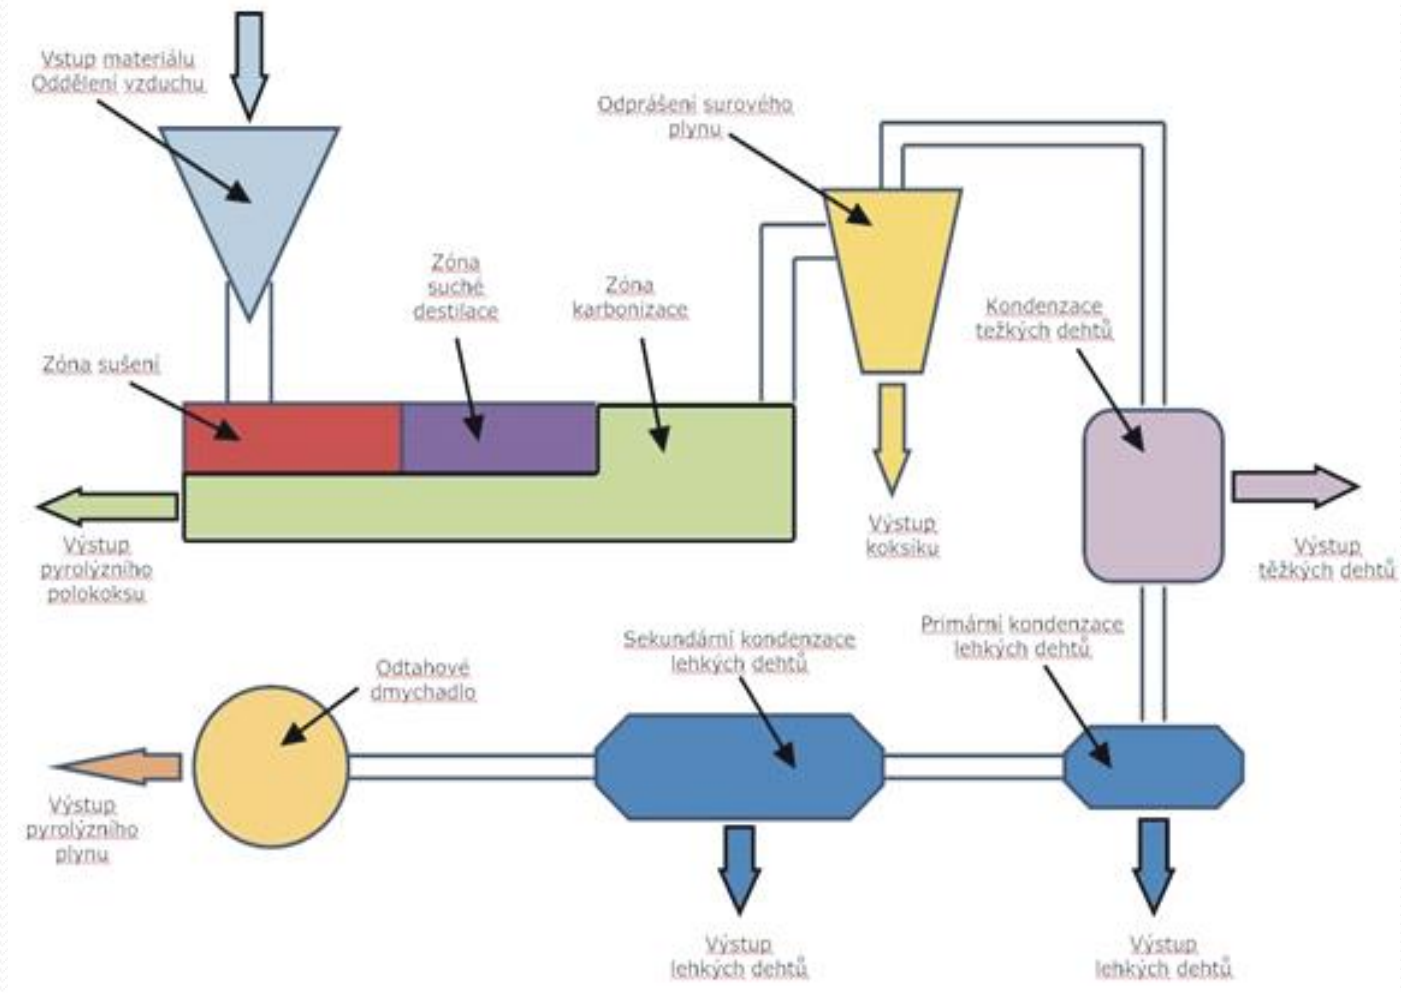 Vstup materiálu
Oddělení vzduchu
Odprášení surového
plynu
Zóna
suché
destilace
Zóna
karbonizace
Kondenzace
težkých dehtů
Zóna sušení
Výstup
pyrolýzního
polokoksu
Výstup
koksíku
Výstup
těžkých dehtů
Primární kondenzace
lehkých dehtů
Sekundární kondenzace
lehkých dehtů
Odtahové
dmychadlo
Výstup
pyrolýzního
plynu
Výstup
lehkých dehtů
Výstup
lehkých dehtů